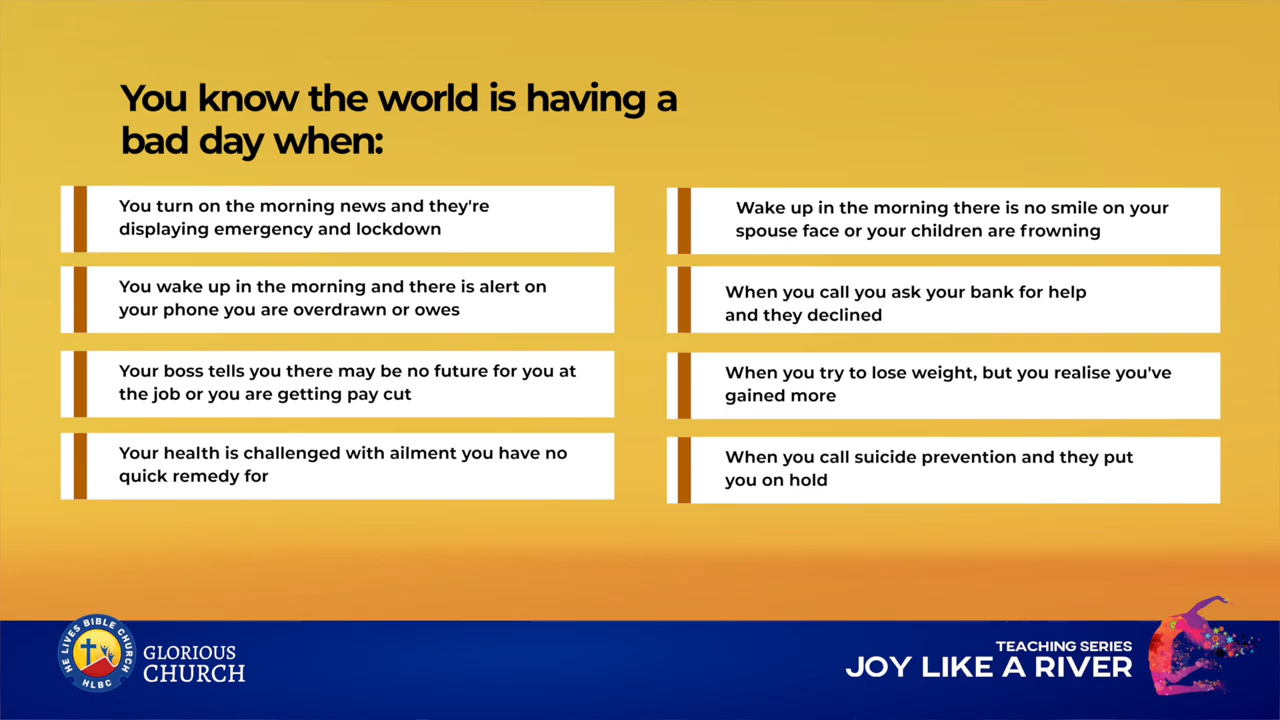 You know the world is having a
bad day when:
You turn on the morning news and they're
displaying emergency and lockdown
You wake up in the morning and there is alert on
your phone you are overdrawn or owes
Your boss tells you there may be no future for you at
the job or you are getting pay cut
Your health is challenged with ailment you have no
quick remedy for
Wake up in the morning there is no smile on your
spouse face or your children are frowning
When you call you ask your bank for help
and they declined
When you try to lose weight, but you realise you've
gained more
When you call suicide prevention and they put
you on hold
HE LIVES BIBLE CHURCH
HLBC
GLORIOUS
CHURCH
TEACHING SERIES
JOY LIKE A RIVER